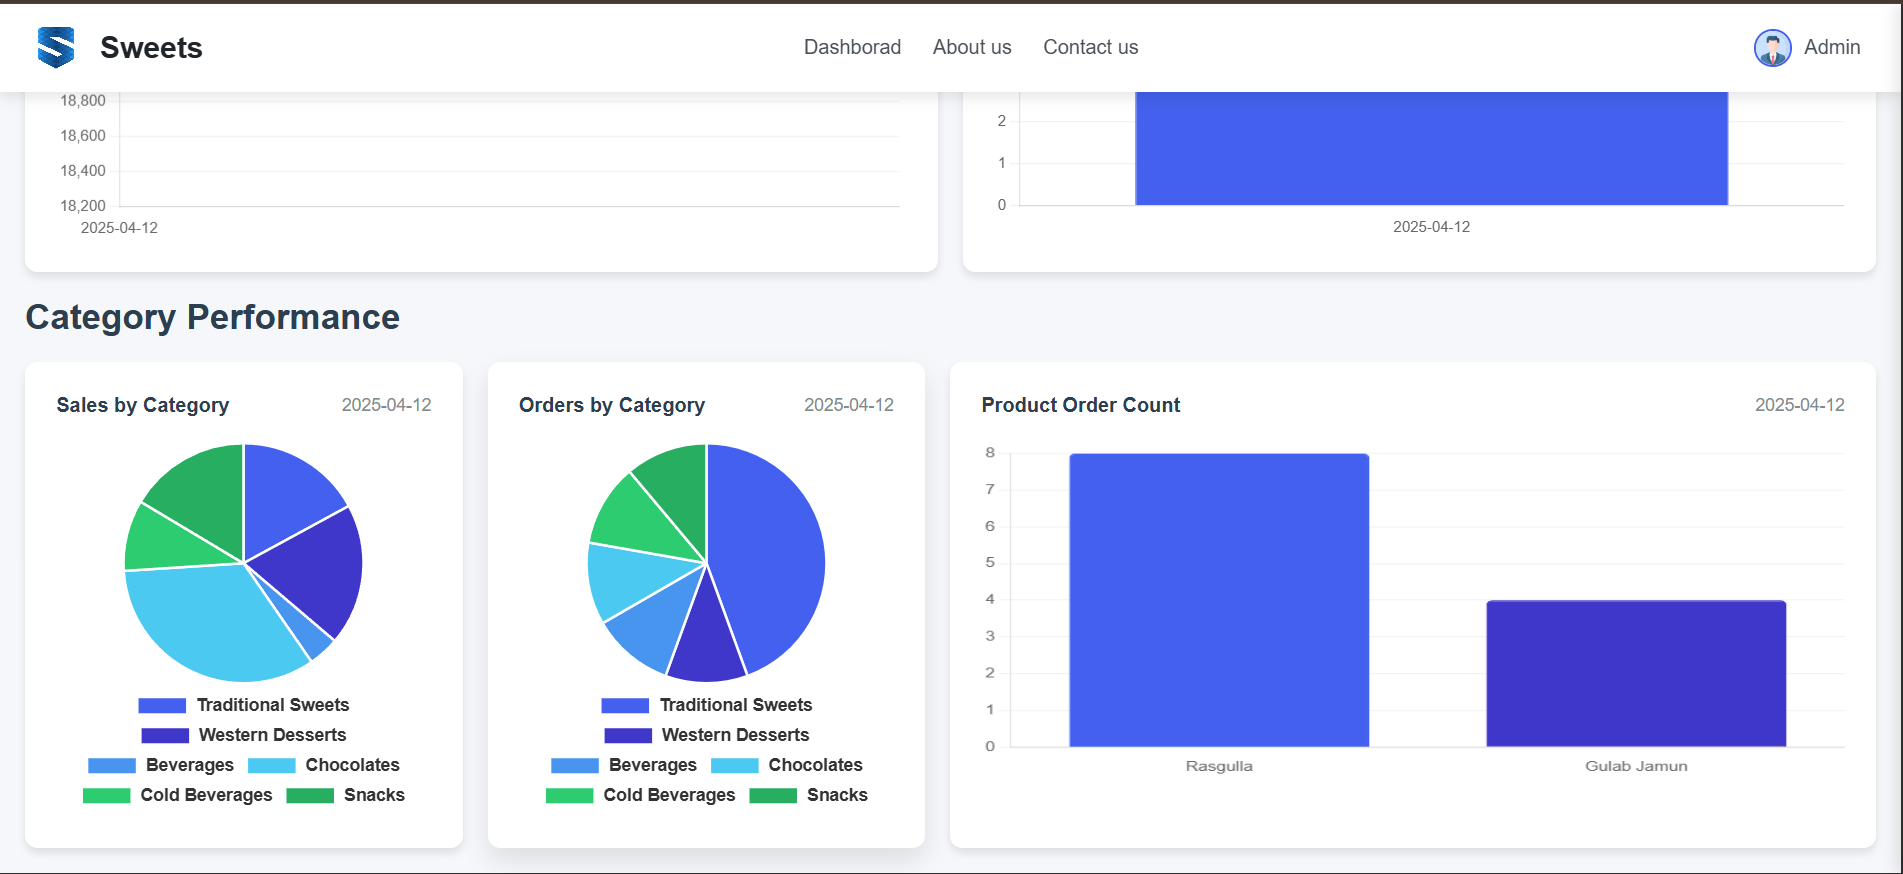 Sweets
Dashborad About us Contact us
Admin
18,800
18,600
18,400
18,200
2025-04-12
2
1
0
2025-04-12
Category Performance
Sales by Category 2025-04-12
Traditional Sweets
Western Desserts
Beverages Chocolates
Cold Beverages Snacks
Orders by Category 2025-04-12
Traditional Sweets
Western Desserts
Beverages Chocolates
Cold Beverages Snacks
Product Order Count 2025-04-12
8
7
6
5
4
3
2
1
0
Rasgulla Gulab Jamun